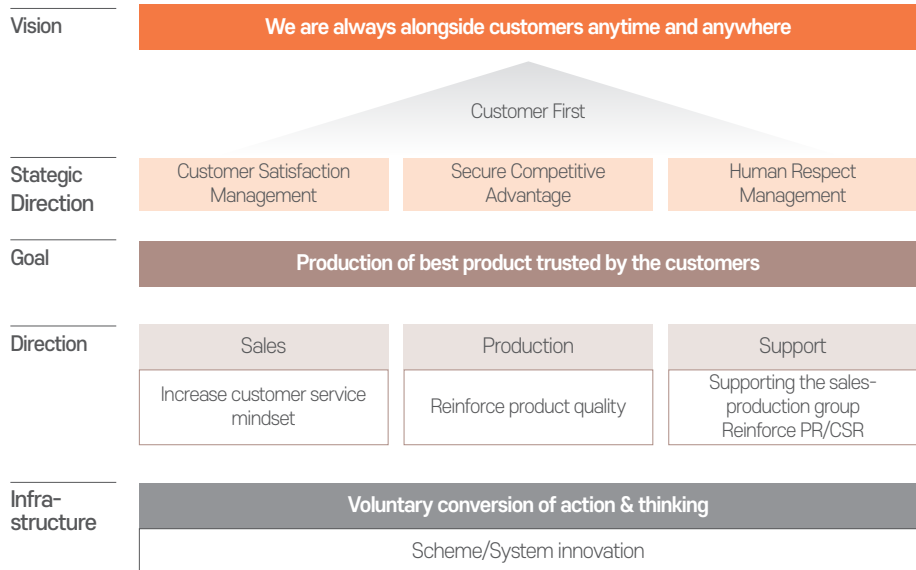 Vision
We are always alongside customers anytime and anywhere
Customer First
Stategic
Direction
Customer Satisfaction
Management
Secure Competitive
Advantage
Human Respect
Management
Goal
Production of best product trusted by the customers
Direction
Sales
Increase customer service
mindset
Production
Reinforce product quality
Support
Supporting the sales-
production group
Reinforce PR/CSR
Infra-
structure
Voluntary conversion of action & thinking
Scheme/System innovation